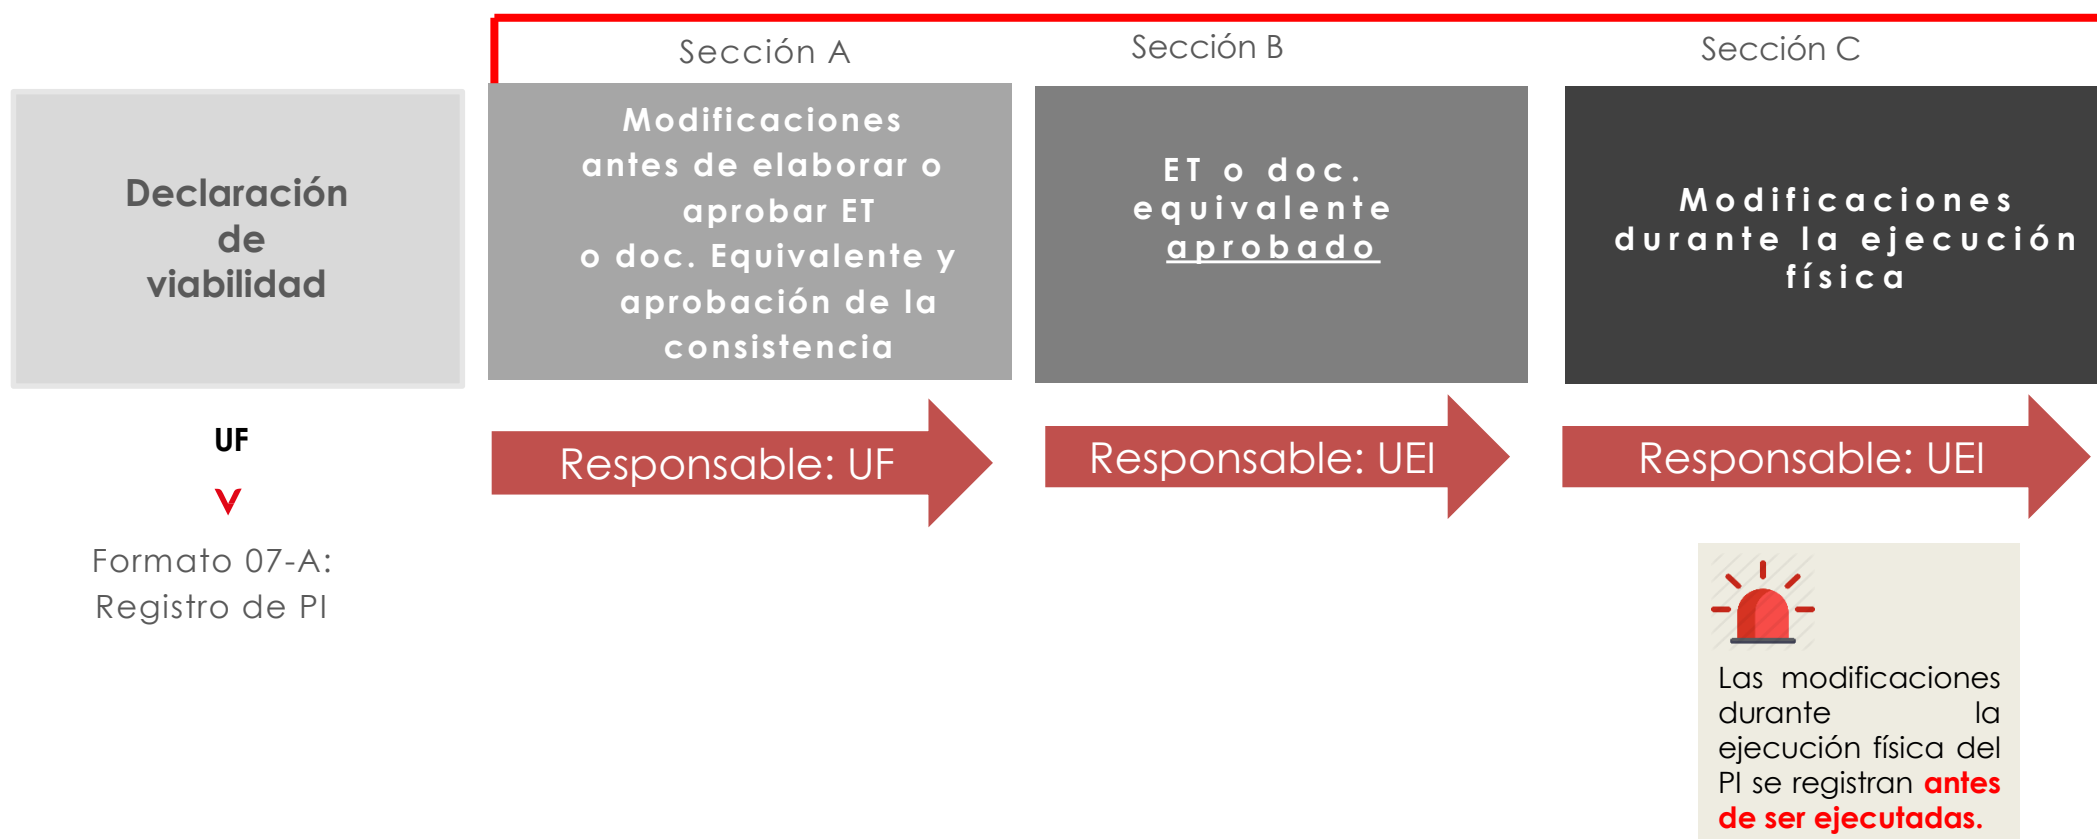 Sección A
Sección B
Sección C
Declaración
de
viabilidad
Modificaciones
antes de elaborar o
aprobar ET
o doc. Equivalente y
aprobación de la
consistencia
ET o doc.
equivalente
aprobado
Modificaciones
durante la ejecución
física
UF
Formato 07-A:
Registro de PI
Responsable: UF
Responsable: UEI
Responsable: UEI
Las modificaciones
durante la
ejecución física del
PI se registran antes
de ser ejecutadas.